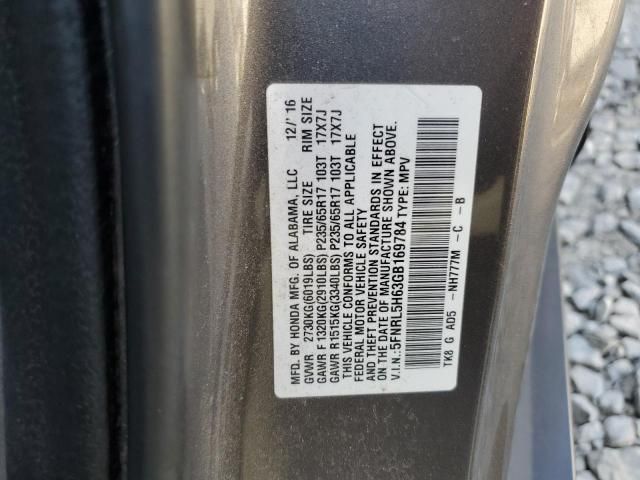 MFD. BY HONDA MFG. OF ALABAMA, LLC 12/'16
GVWR 2730KG(6019LBS) TIRE SIZE RIM SIZE
GAWR F 1320KG(2910LBS) P235/65R17 103T 17X7J
GAWR R1515KG(3340LBS) P235/65R17 103T 17X7J
THIS VEHICLE CONFORMS TO ALL APPLICABLE
FEDERAL MOTOR VEHICLE SAFETY
AND THEFT PREVENTION STANDARDS IN EFFECT
ON THE DATE OF MANUFACTURE SHOWN ABOVE.
V.I.N.:5FNRL5H63GB169784 TYPE: MPV
TK8 G AD5 -NH777M -C -B